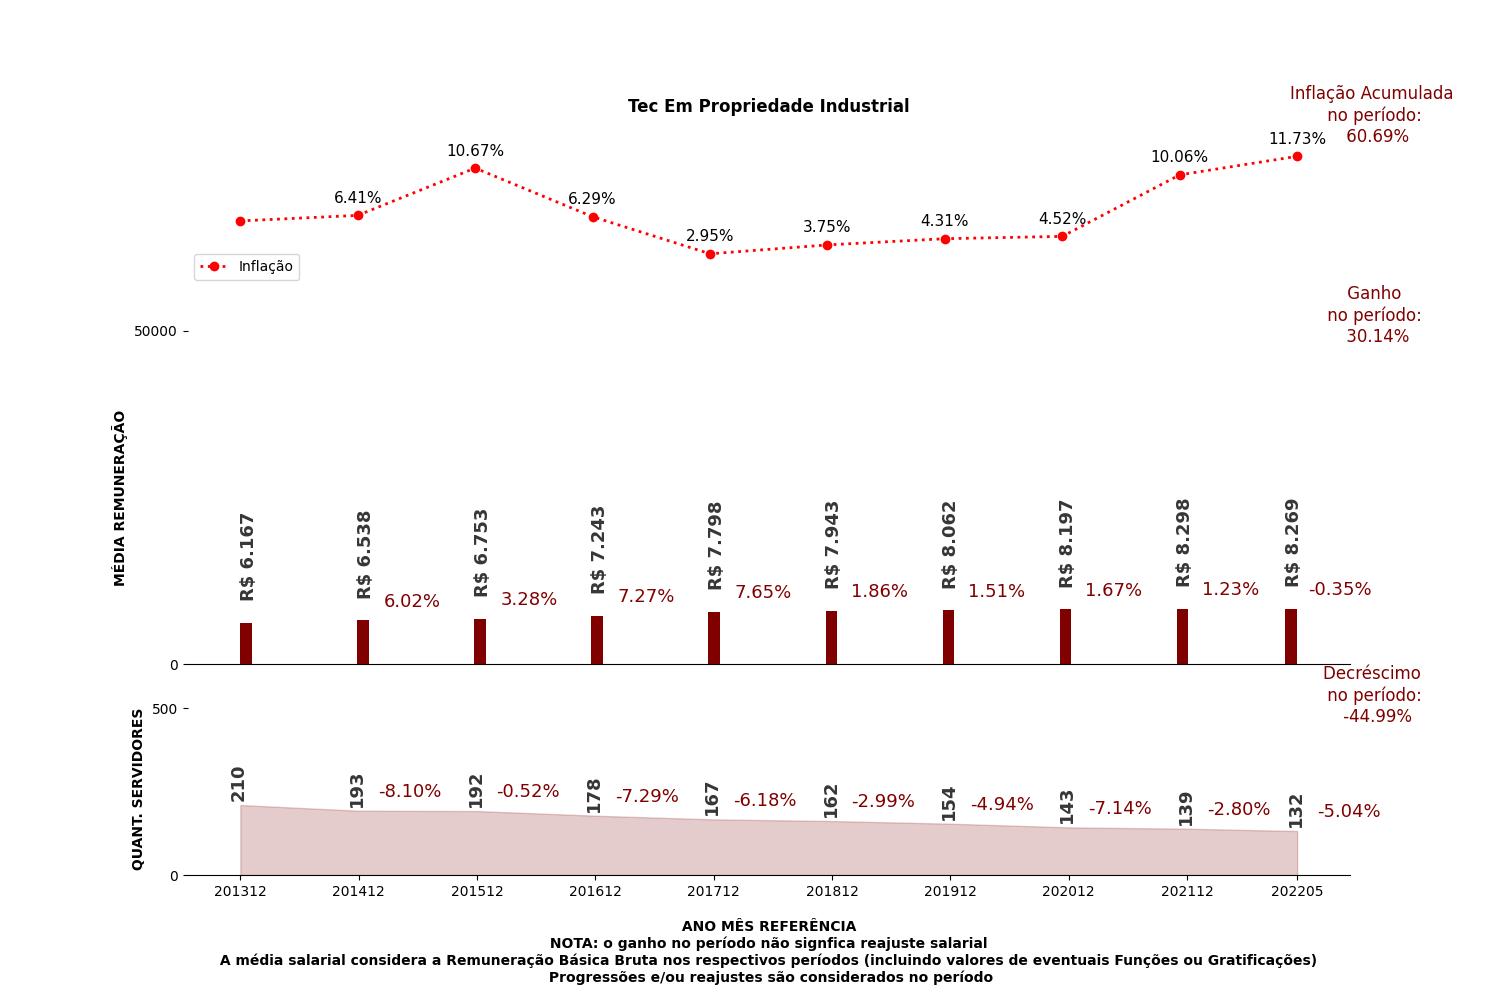 Tec Em Propriedade Industrial
Inflação Acumulada
no período:
60.69%
6.41%
10.67%
6.29%
2.95%
3.75%
4.31%
4.52%
10.06%
11.73%
Inflação
Ganho
no período:
30.14%
50000
0
MÉDIA REMUNERAÇÃO
R$ 6.167
R$ 6.538
R$ 6.753
R$ 7.243
R$ 7.798
R$ 7.943
R$ 8.062
R$ 8.197
R$ 8.298
R$ 8.269
6.02%
3.28%
7.27%
7.65%
1.86%
1.51%
1.67%
1.23%
-0.35%
Decréscimo
no período:
-44.99%
500
0
QUANT. SERVIDORES
210
193
192
178
167
162
154
143
139
132
-8.10%
-0.52%
-7.29%
-6.18%
-2.99%
-4.94%
-7.14%
-2.80%
-5.04%
201312
201412
201512
201612
201712
201812
201912
202012
202112
202205
ANO MÊS REFERÊNCIA
NOTA: o ganho no período não signfica reajuste salarial
A média salarial considera a Remuneração Básica Bruta nos respectivos períodos (incluindo valores de eventuais Funções ou Gratificações)
Progressões e/ou reajustes são considerados no período